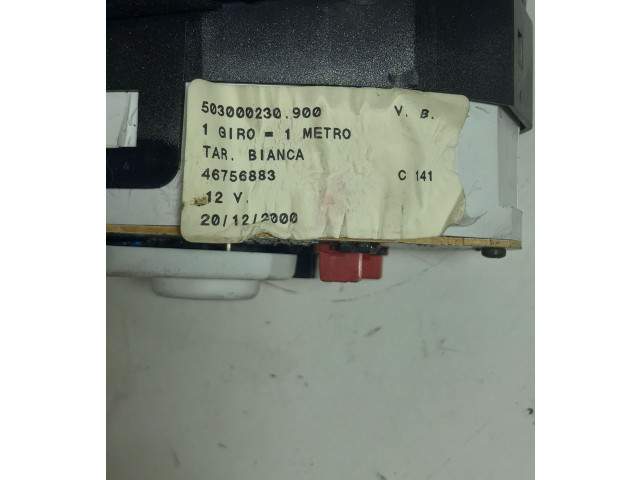 503000230.900 V. B.
1 GIRO = 1 METRO
TAR. BIANCA
46756883 C 141
12 V.
20/12/2000